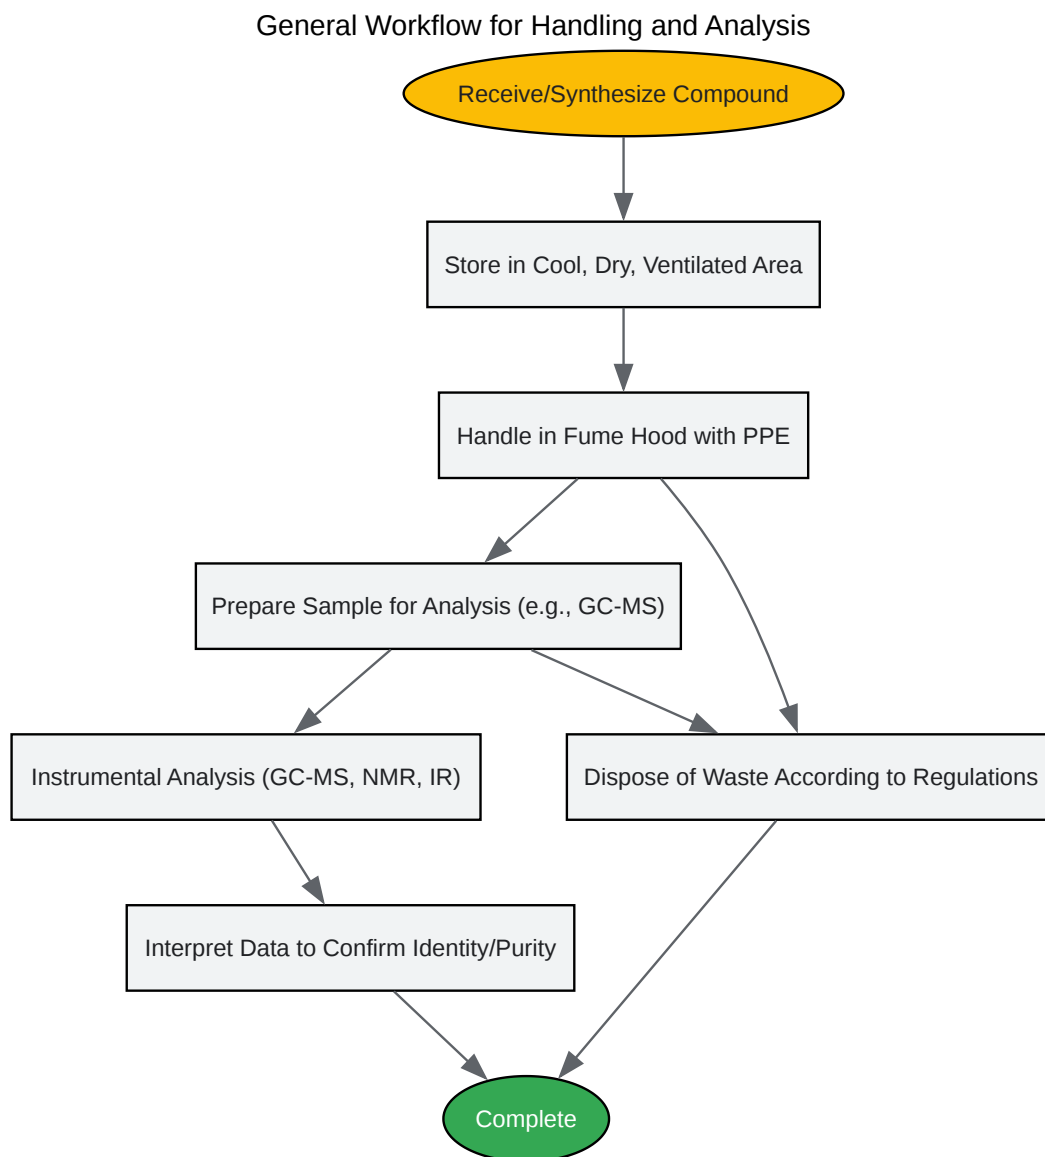 General Workflow for Handling and Analysis
Receive/Synthesize Compound
Store in Cool, Dry, Ventilated Area
Handle in Fume Hood with PPE
Prepare Sample for Analysis (e.g., GC-MS)
Instrumental Analysis (GC-MS, NMR, IR)
Dispose of Waste According to Regulations
Interpret Data to Confirm Identity/Purity
Complete